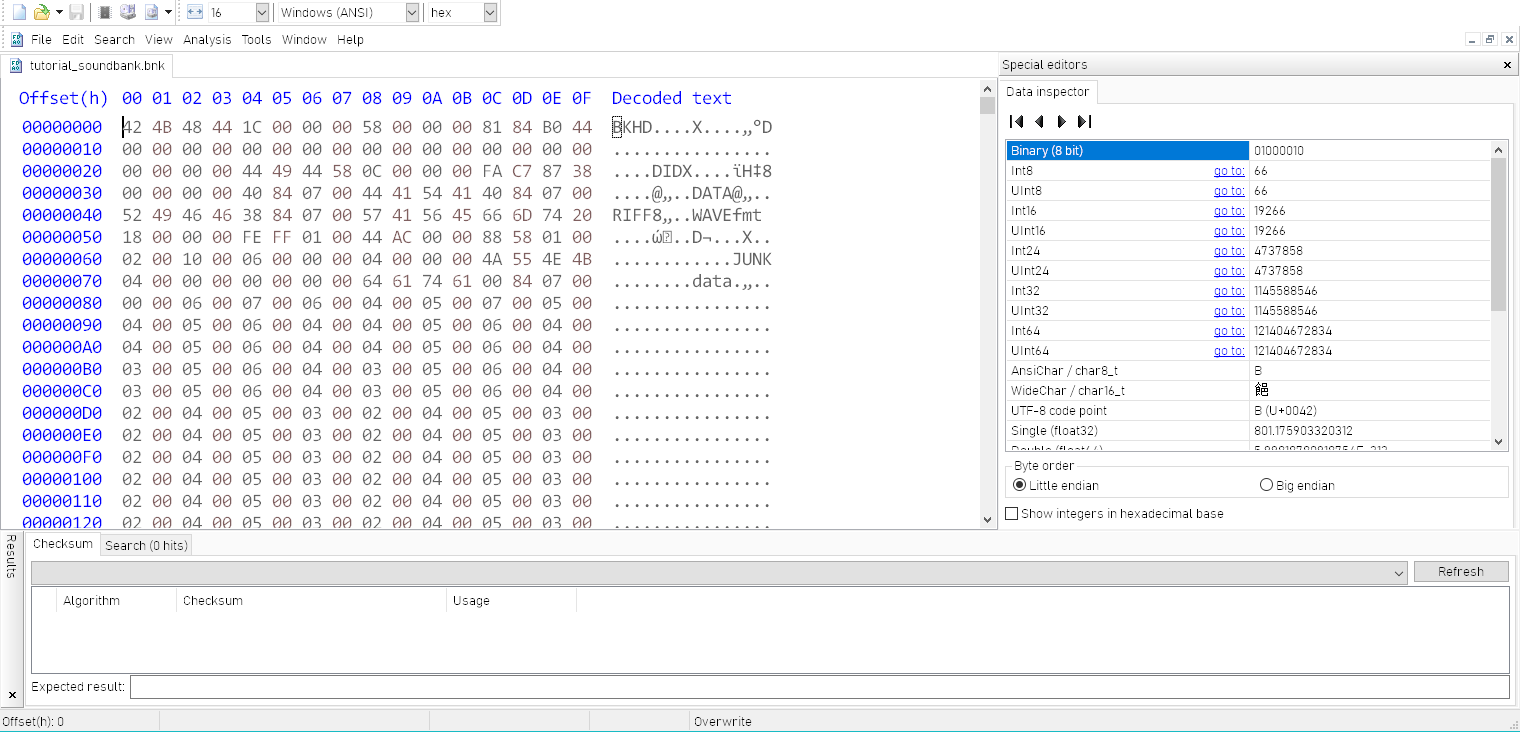 16 Windows (ANSI) hex
File Edit Search View Analysis Tools Window Help
tutorial_soundbank.bnk
Offset(h) 00 01 02 03 04 05 06 07 08 09 0A 0B 0C 0D 0E 0F Decoded text
00000000 42 4B 48 44 1C 00 00 00 58 00 00 00 81 84 B0 44 BKHD....X....„°D
00000010 00 00 00 00 00 00 00 00 00 00 00 00 00 00 00 00 ................
00000020 00 00 00 00 44 49 44 58 0C 00 00 00 FA C7 87 38 ....DIDX....ϊΗ‡8
00000030 00 00 00 00 40 84 07 00 44 41 54 41 40 84 07 00 ....@„..DATA@„..
00000040 52 49 46 46 38 84 07 00 57 41 56 45 66 6D 74 20 RIFF8„..WAVEfmt
00000050 18 00 00 00 FE FF 01 00 44 AC 00 00 88 58 01 00 ....ώ⍰..D¬...X..
00000060 02 00 10 00 06 00 00 00 04 00 00 00 4A 55 4E 4B ............JUNK
00000070 04 00 00 00 00 00 00 00 64 61 74 61 00 84 07 00 ........data.„..
00000080 00 00 06 00 07 00 06 00 04 00 05 00 07 00 05 00 ................
00000090 04 00 05 00 06 00 04 00 04 00 05 00 06 00 04 00 ................
000000A0 04 00 05 00 06 00 04 00 04 00 05 00 06 00 04 00 ................
000000B0 03 00 05 00 06 00 04 00 03 00 05 00 06 00 04 00 ................
000000C0 03 00 05 00 06 00 04 00 03 00 05 00 06 00 04 00 ................
000000D0 02 00 04 00 05 00 03 00 02 00 04 00 05 00 03 00 ................
000000E0 02 00 04 00 05 00 03 00 02 00 04 00 05 00 03 00 ................
000000F0 02 00 04 00 05 00 03 00 02 00 04 00 05 00 03 00 ................
00000100 02 00 04 00 05 00 03 00 02 00 04 00 05 00 03 00 ................
00000110 02 00 04 00 05 00 03 00 02 00 04 00 05 00 03 00 ................
00000120 02 00 04 00 05 00 03 00 02 00 04 00 05 00 03 00 ................
Special editors
Data inspector
Binary (8 bit) 01000010
Int8 go to: 66
UInt8 go to: 66
Int16 go to: 19266
UInt16 go to: 19266
Int24 go to: 4737858
UInt24 go to: 4737858
Int32 go to: 1145588546
UInt32 go to: 1145588546
Int64 go to: 121404672834
UInt64 go to: 121404672834
AnsiChar / char8_t B
WideChar / char16_t 䭂
UTF-8 code point B (U+0042)
Single (float32) 801.175903320312
Byte order
Little endian Big endian
Show integers in hexadecimal base
Results
Checksum Search (0 hits)
Refresh
Algorithm Checksum Usage
Expected result:
Offset(h): 0 Overwrite